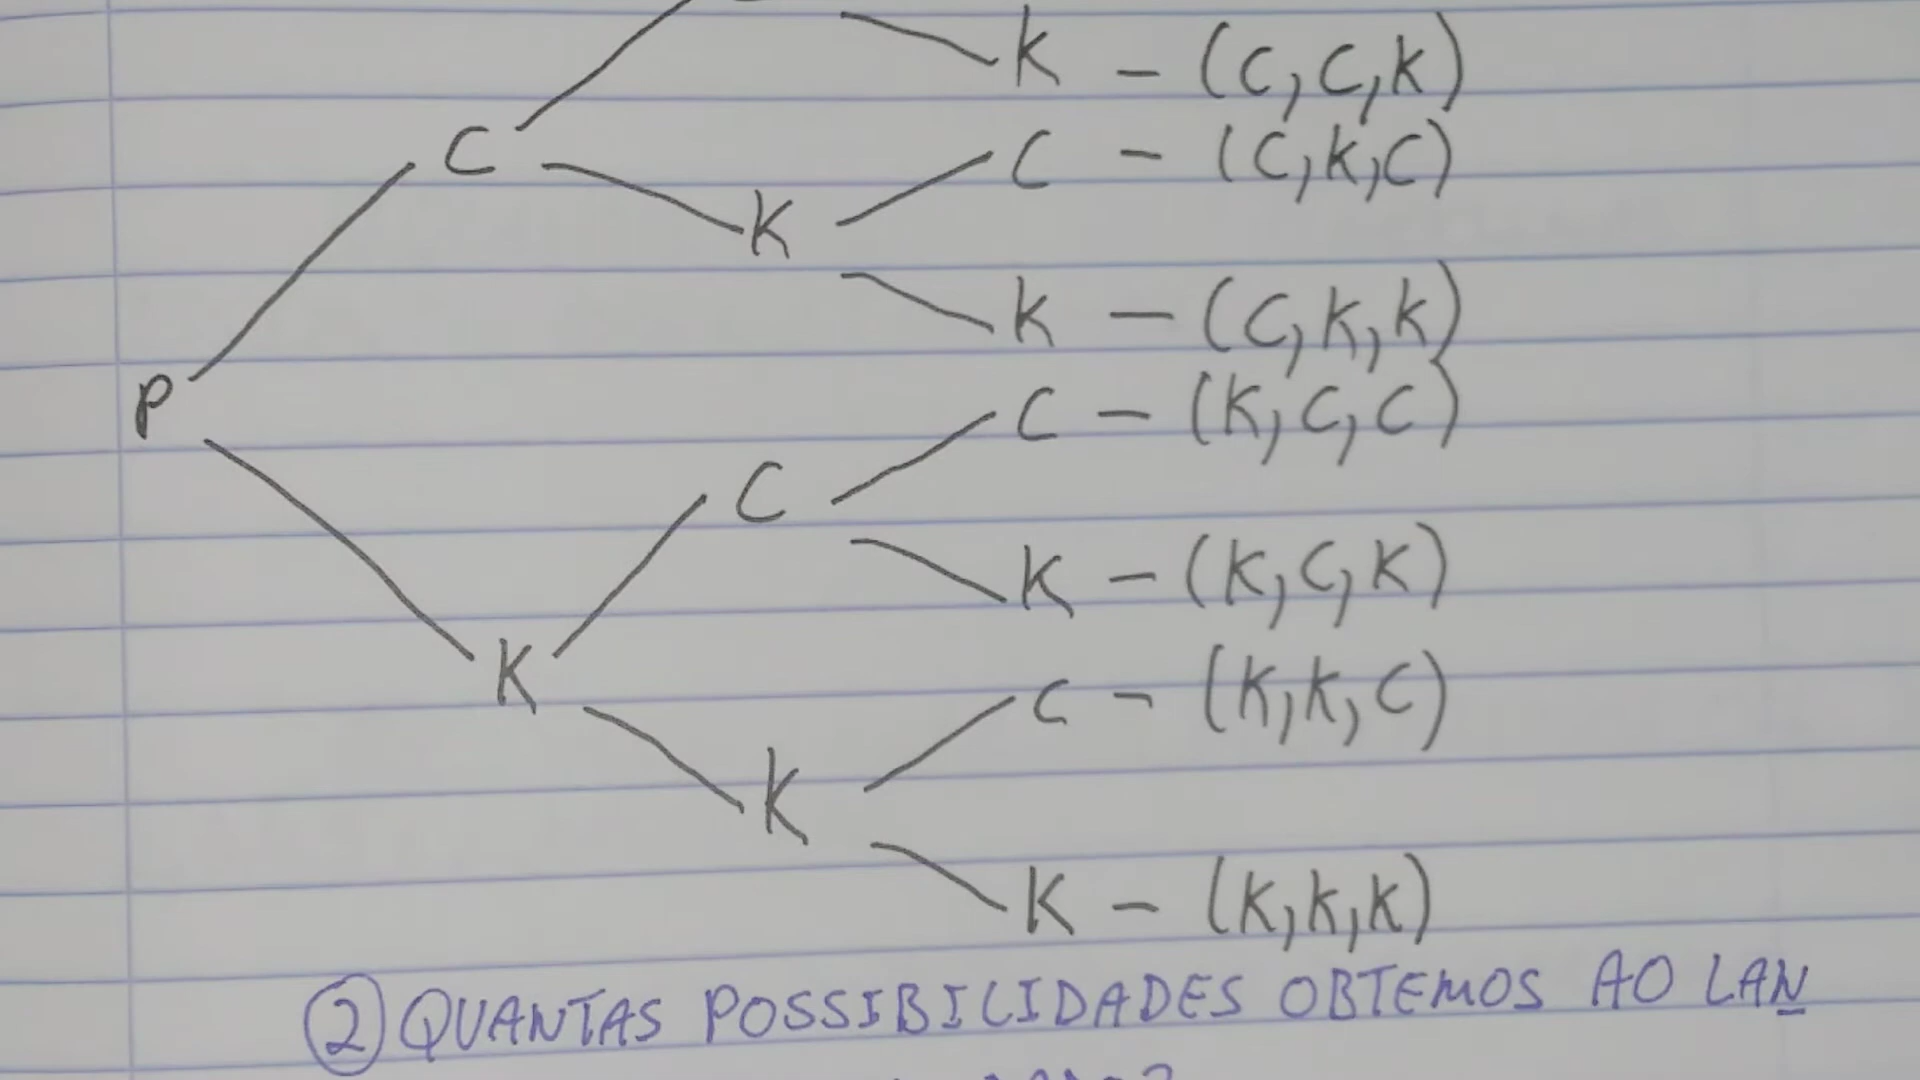 K - (C, C, K)
C C - (C, K, C)
K
K - (C, K, K)
P C - (K, C, C)
C
K - (K, C, K)
K C - (K, K, C)
K
K - (K, K, K)
② QUANTAS POSSIBILIDADES OBTEMOS AO LAN